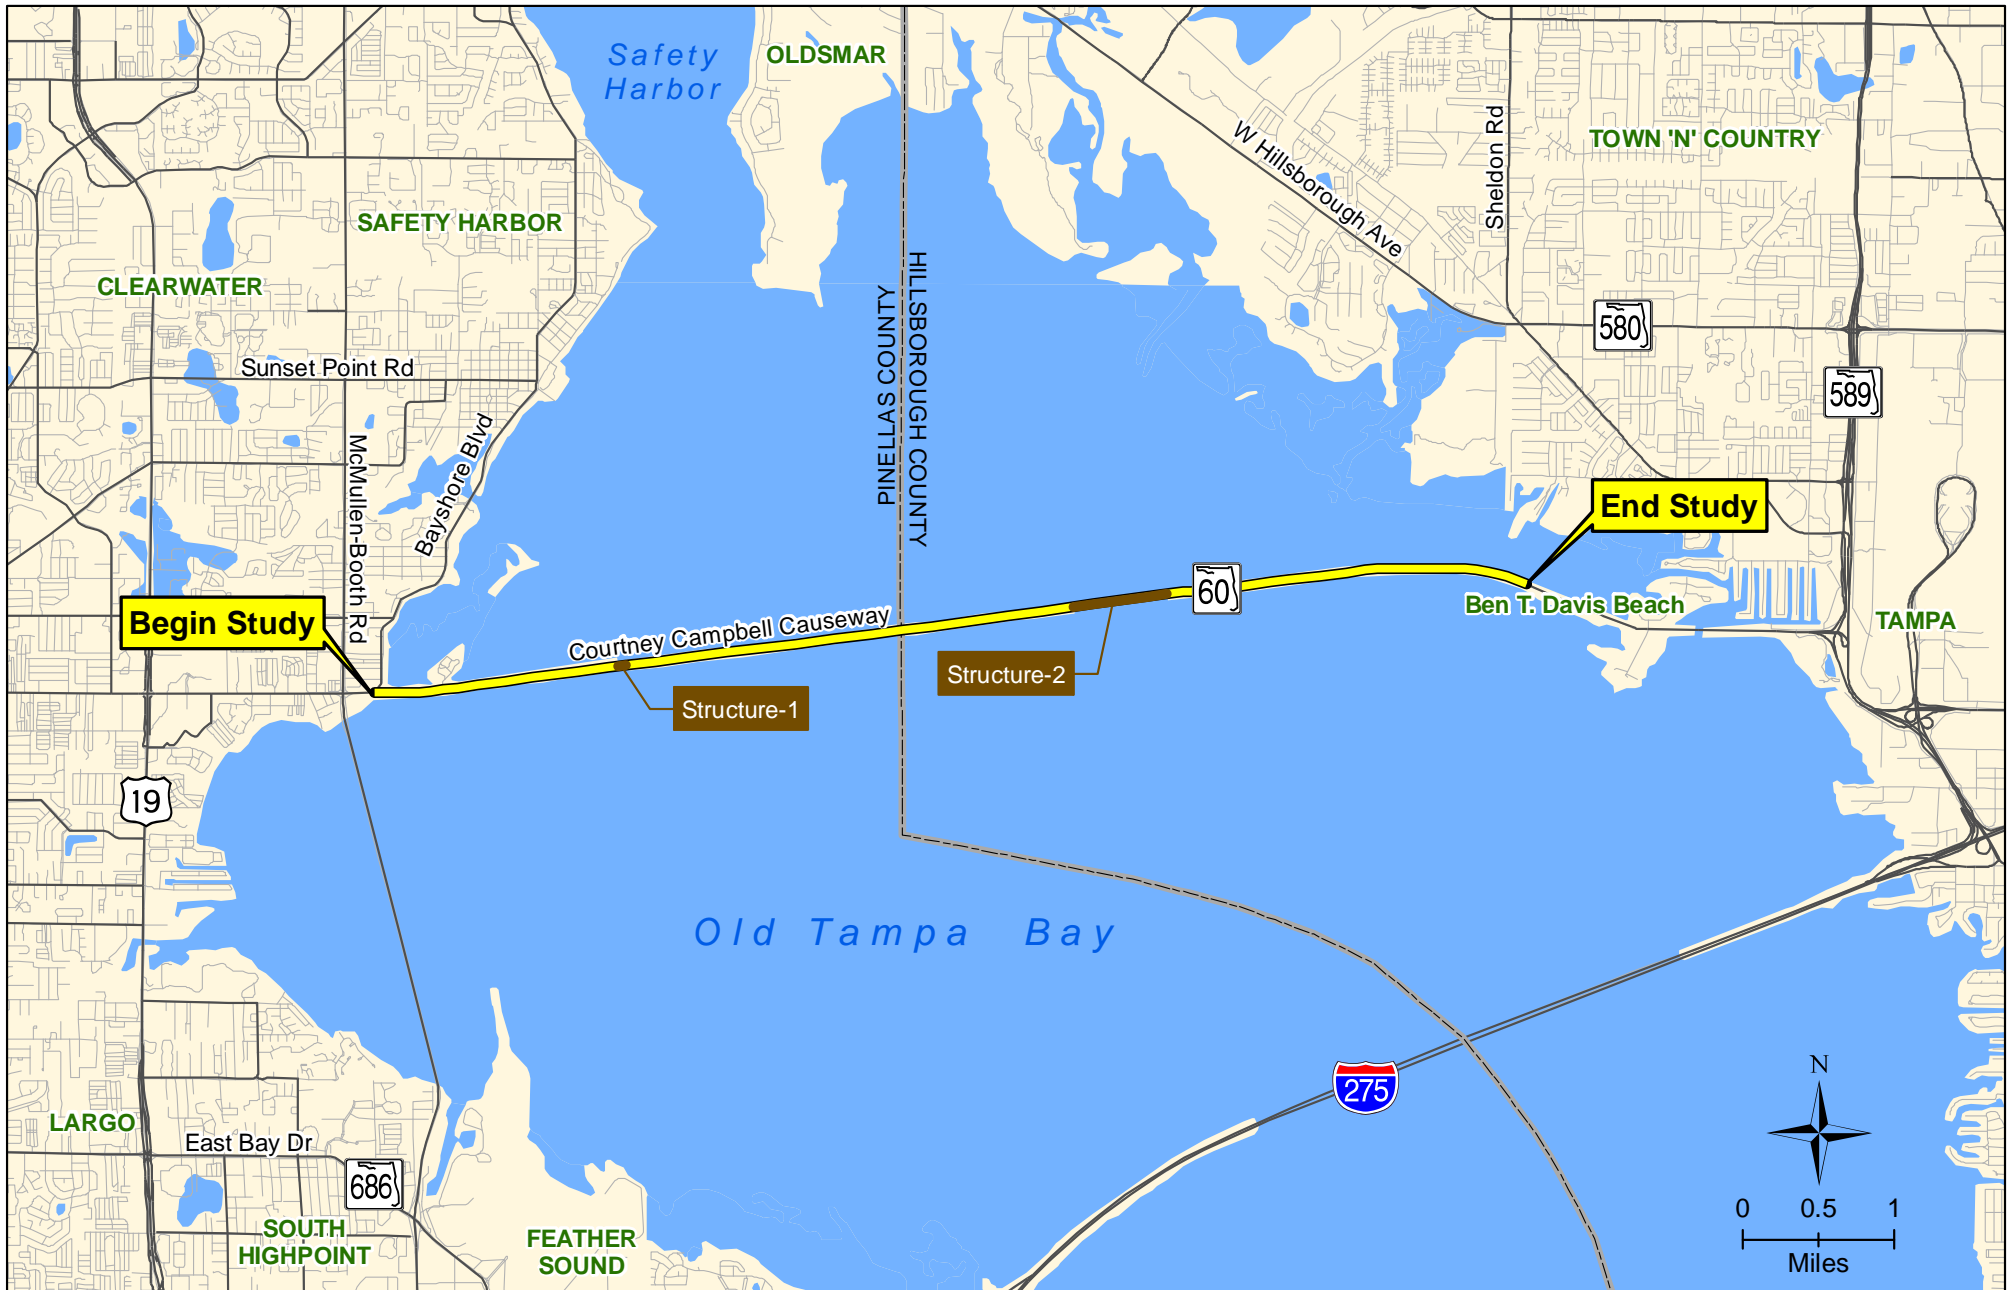 Safety
Harbor
OLDSMAR
W Hillsborough Ave
Sheldon Rd
TOWN 'N' COUNTRY
SAFETY HARBOR
CLEARWATER
PINELLAS COUNTY
HILLSBOROUGH COUNTY
580
589
Sunset Point Rd
McMullen-Booth Rd
Bayshore Blvd
End Study
Begin Study
Courtney Campbell Causeway
60
Ben T. Davis Beach
TAMPA
Structure-2
Structure-1
19
Old Tampa Bay
275
LARGO
East Bay Dr
686
SOUTH
HIGHPOINT
FEATHER
SOUND
N
0 0.5 1
Miles